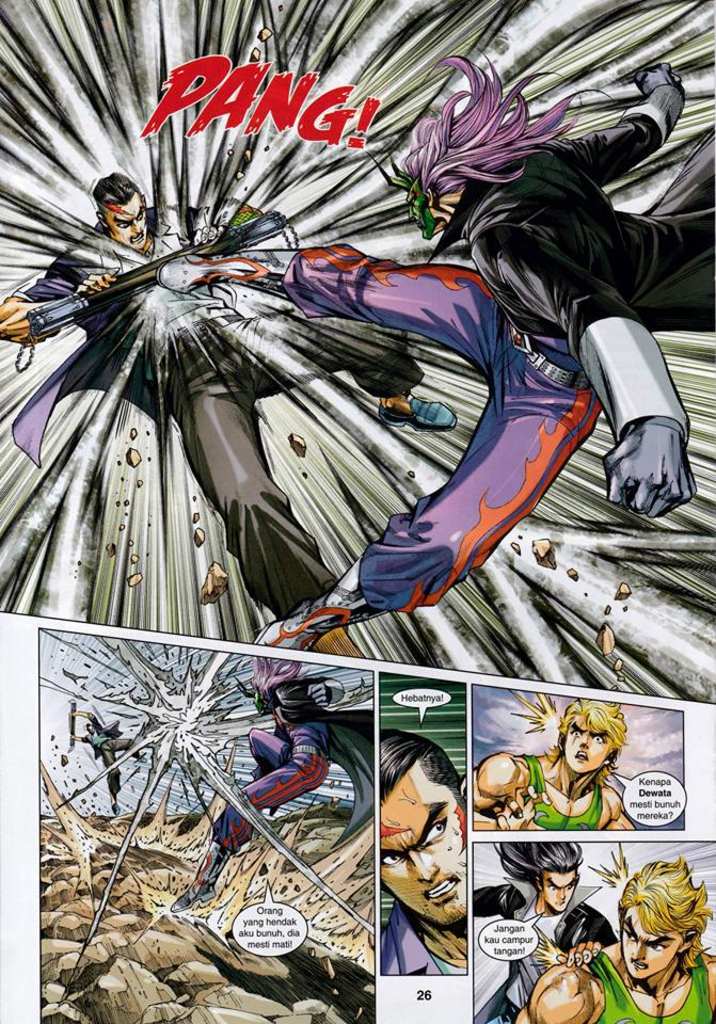 PANG!
Orang
yang hendak
aku bunuh, dia
mesti mati!
Hebatnya!
Kenapa
Dewata
mesti bunuh
mereka?
Jangan
kau campur
tangan!
26